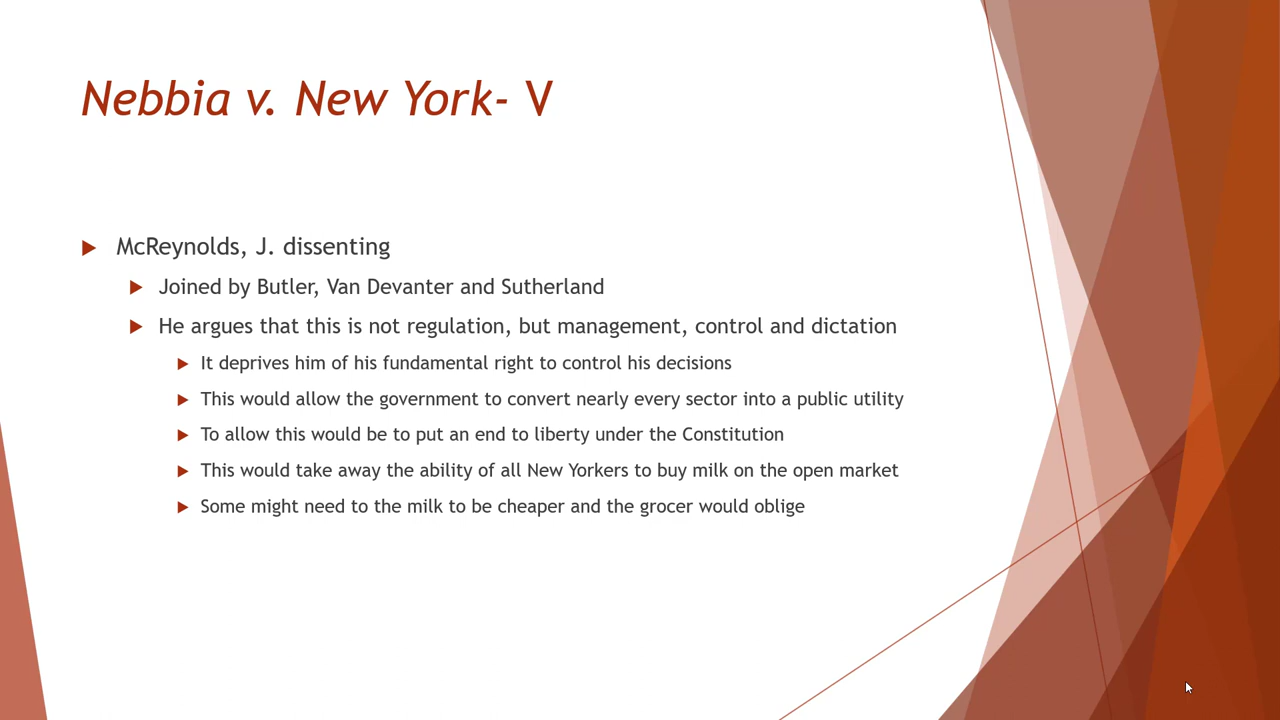 Nebbia v. New York- V
McReynolds, J. dissenting
Joined by Butler, Van Devanter and Sutherland
He argues that this is not regulation, but management, control and dictation
It deprives him of his fundamental right to control his decisions
This would allow the government to convert nearly every sector into a public utility
To allow this would be to put an end to liberty under the Constitution
This would take away the ability of all New Yorkers to buy milk on the open market
Some might need to the milk to be cheaper and the grocer would oblige